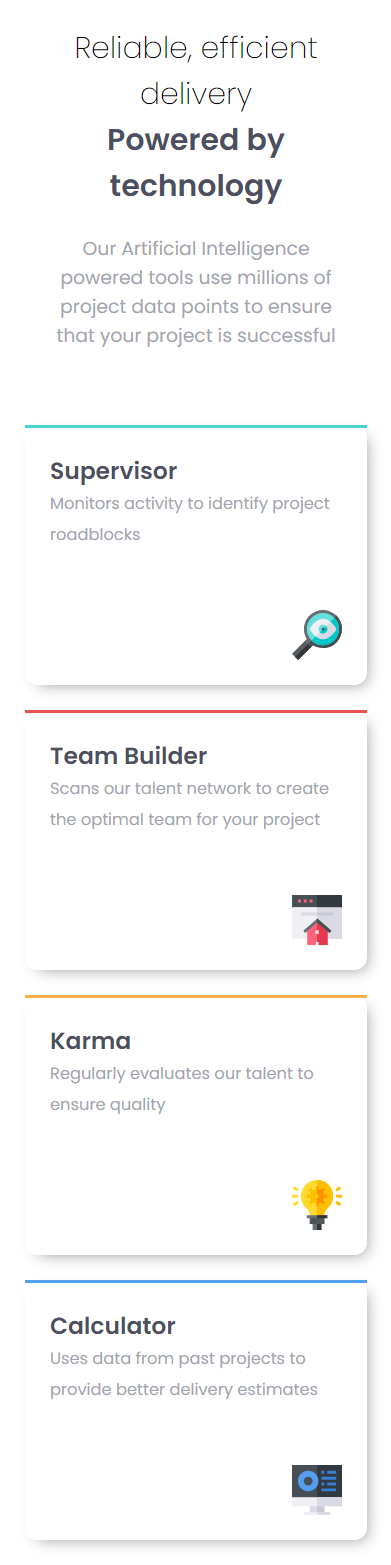 Reliable, efficient
delivery
Powered by
technology
Our Artificial Intelligence
powered tools use millions of
project data points to ensure
that your project is successful
Supervisor
Monitors activity to identify project
roadblocks
Team Builder
Scans our talent network to create
the optimal team for your project
Karma
Regularly evaluates our talent to
ensure quality
Calculator
Uses data from past projects to
provide better delivery estimates